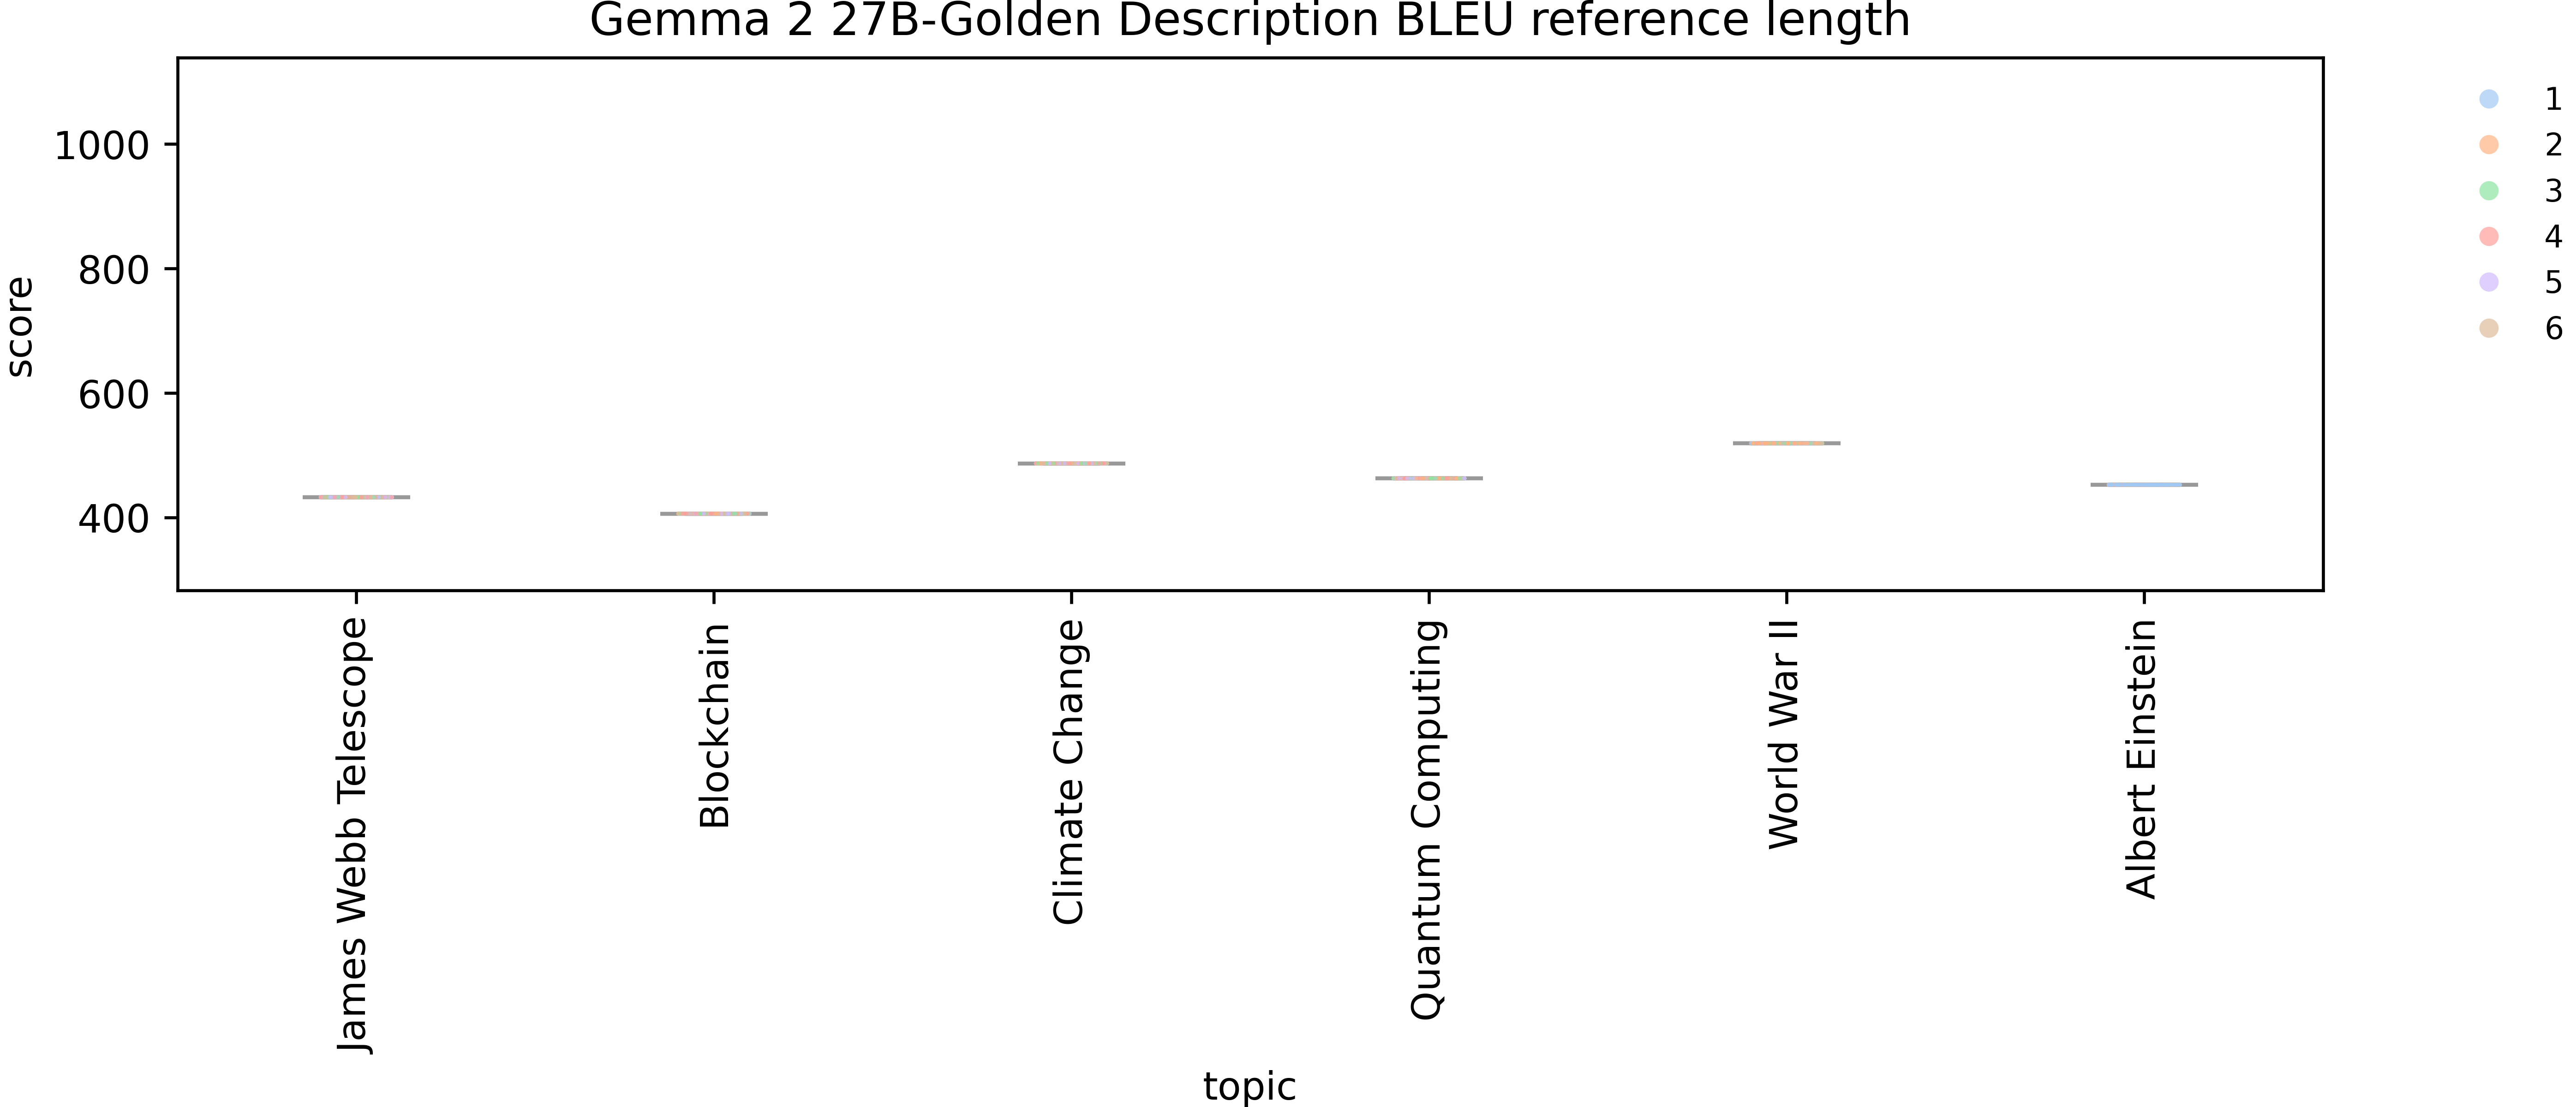 Gemma 2 27B-Golden Description BLEU reference length
1000
800
600
400
score
James Webb Telescope
Blockchain
Climate Change
Quantum Computing
World War II
Albert Einstein
topic
1
2
3
4
5
6